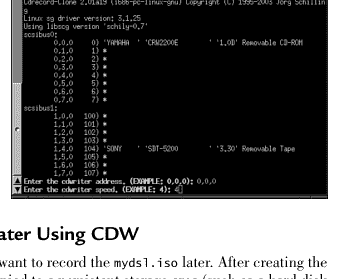 Cdrecord-Clone 2.01a19 (i686-pc-linux-gnu) Copyright (C) 1995-2003 Jörg Schillin
g
Linux sg driver version: 3.1.25
Using libscg version 'schily-0.7'
scsibus0:
0,0,0 0) 'YAMAHA ' 'CRW2200E ' '1.0D' Removable CD-ROM
0,1,0 1) *
0,2,0 2) *
0,3,0 3) *
0,4,0 4) *
0,5,0 5) *
0,6,0 6) *
0,7,0 7) *
scsibus1:
1,0,0 100) *
1,1,0 101) *
1,2,0 102) *
1,3,0 103) *
1,4,0 104) 'SONY ' 'SDT-5200 ' '3.30' Removable Tape
1,5,0 105) *
1,6,0 106) *
1,7,0 107) *
Enter the cdwriter address, (EXAMPLE; 0,0,0); 0,0,0
Enter the cdwriter speed, (EXAMPLE; 4); 4
ater Using CDW
want to record the mydsl.iso later. After creating the